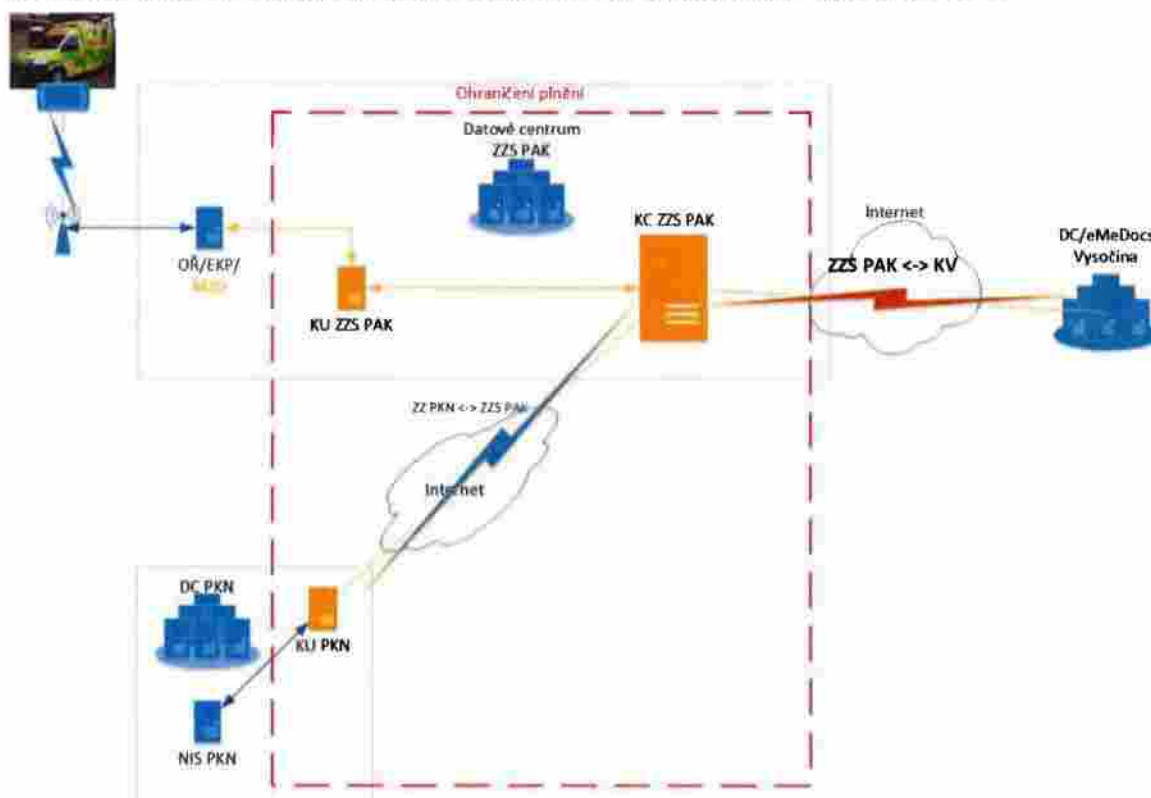 Ohraničení plnění
Datové centrum
ZZS PAK
KC ZZS PAK
Internet
DC/eMeDocs
Vysočina
ZZS PAK <-> KV
OŘ/EKP/
KU ZZS PAK
ZZ PKN <-> ZZS PAK
Internet
DC PKN
KU PKN
NIS PKN